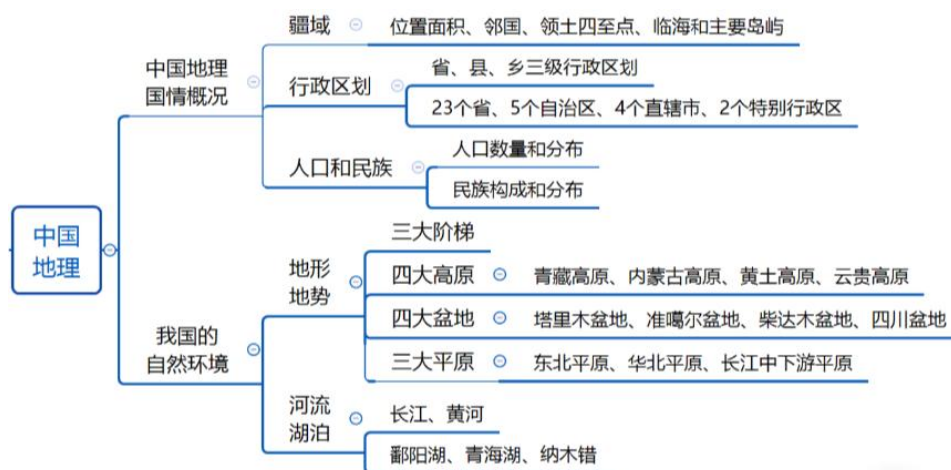 中国
地理
中国地理
国情概况
疆域
位置面积、邻国、领土四至点、临海和主要岛屿
行政区划
省、县、乡三级行政区划
23个省、5个自治区、4个直辖市、2个特别行政区
人口和民族
人口数量和分布
民族构成和分布
我国的
自然环境
地形
地势
三大阶梯
四大高原
青藏高原、内蒙古高原、黄土高原、云贵高原
四大盆地
塔里木盆地、准噶尔盆地、柴达木盆地、四川盆地
三大平原
东北平原、华北平原、长江中下游平原
河流
湖泊
长江、黄河
鄱阳湖、青海湖、纳木错